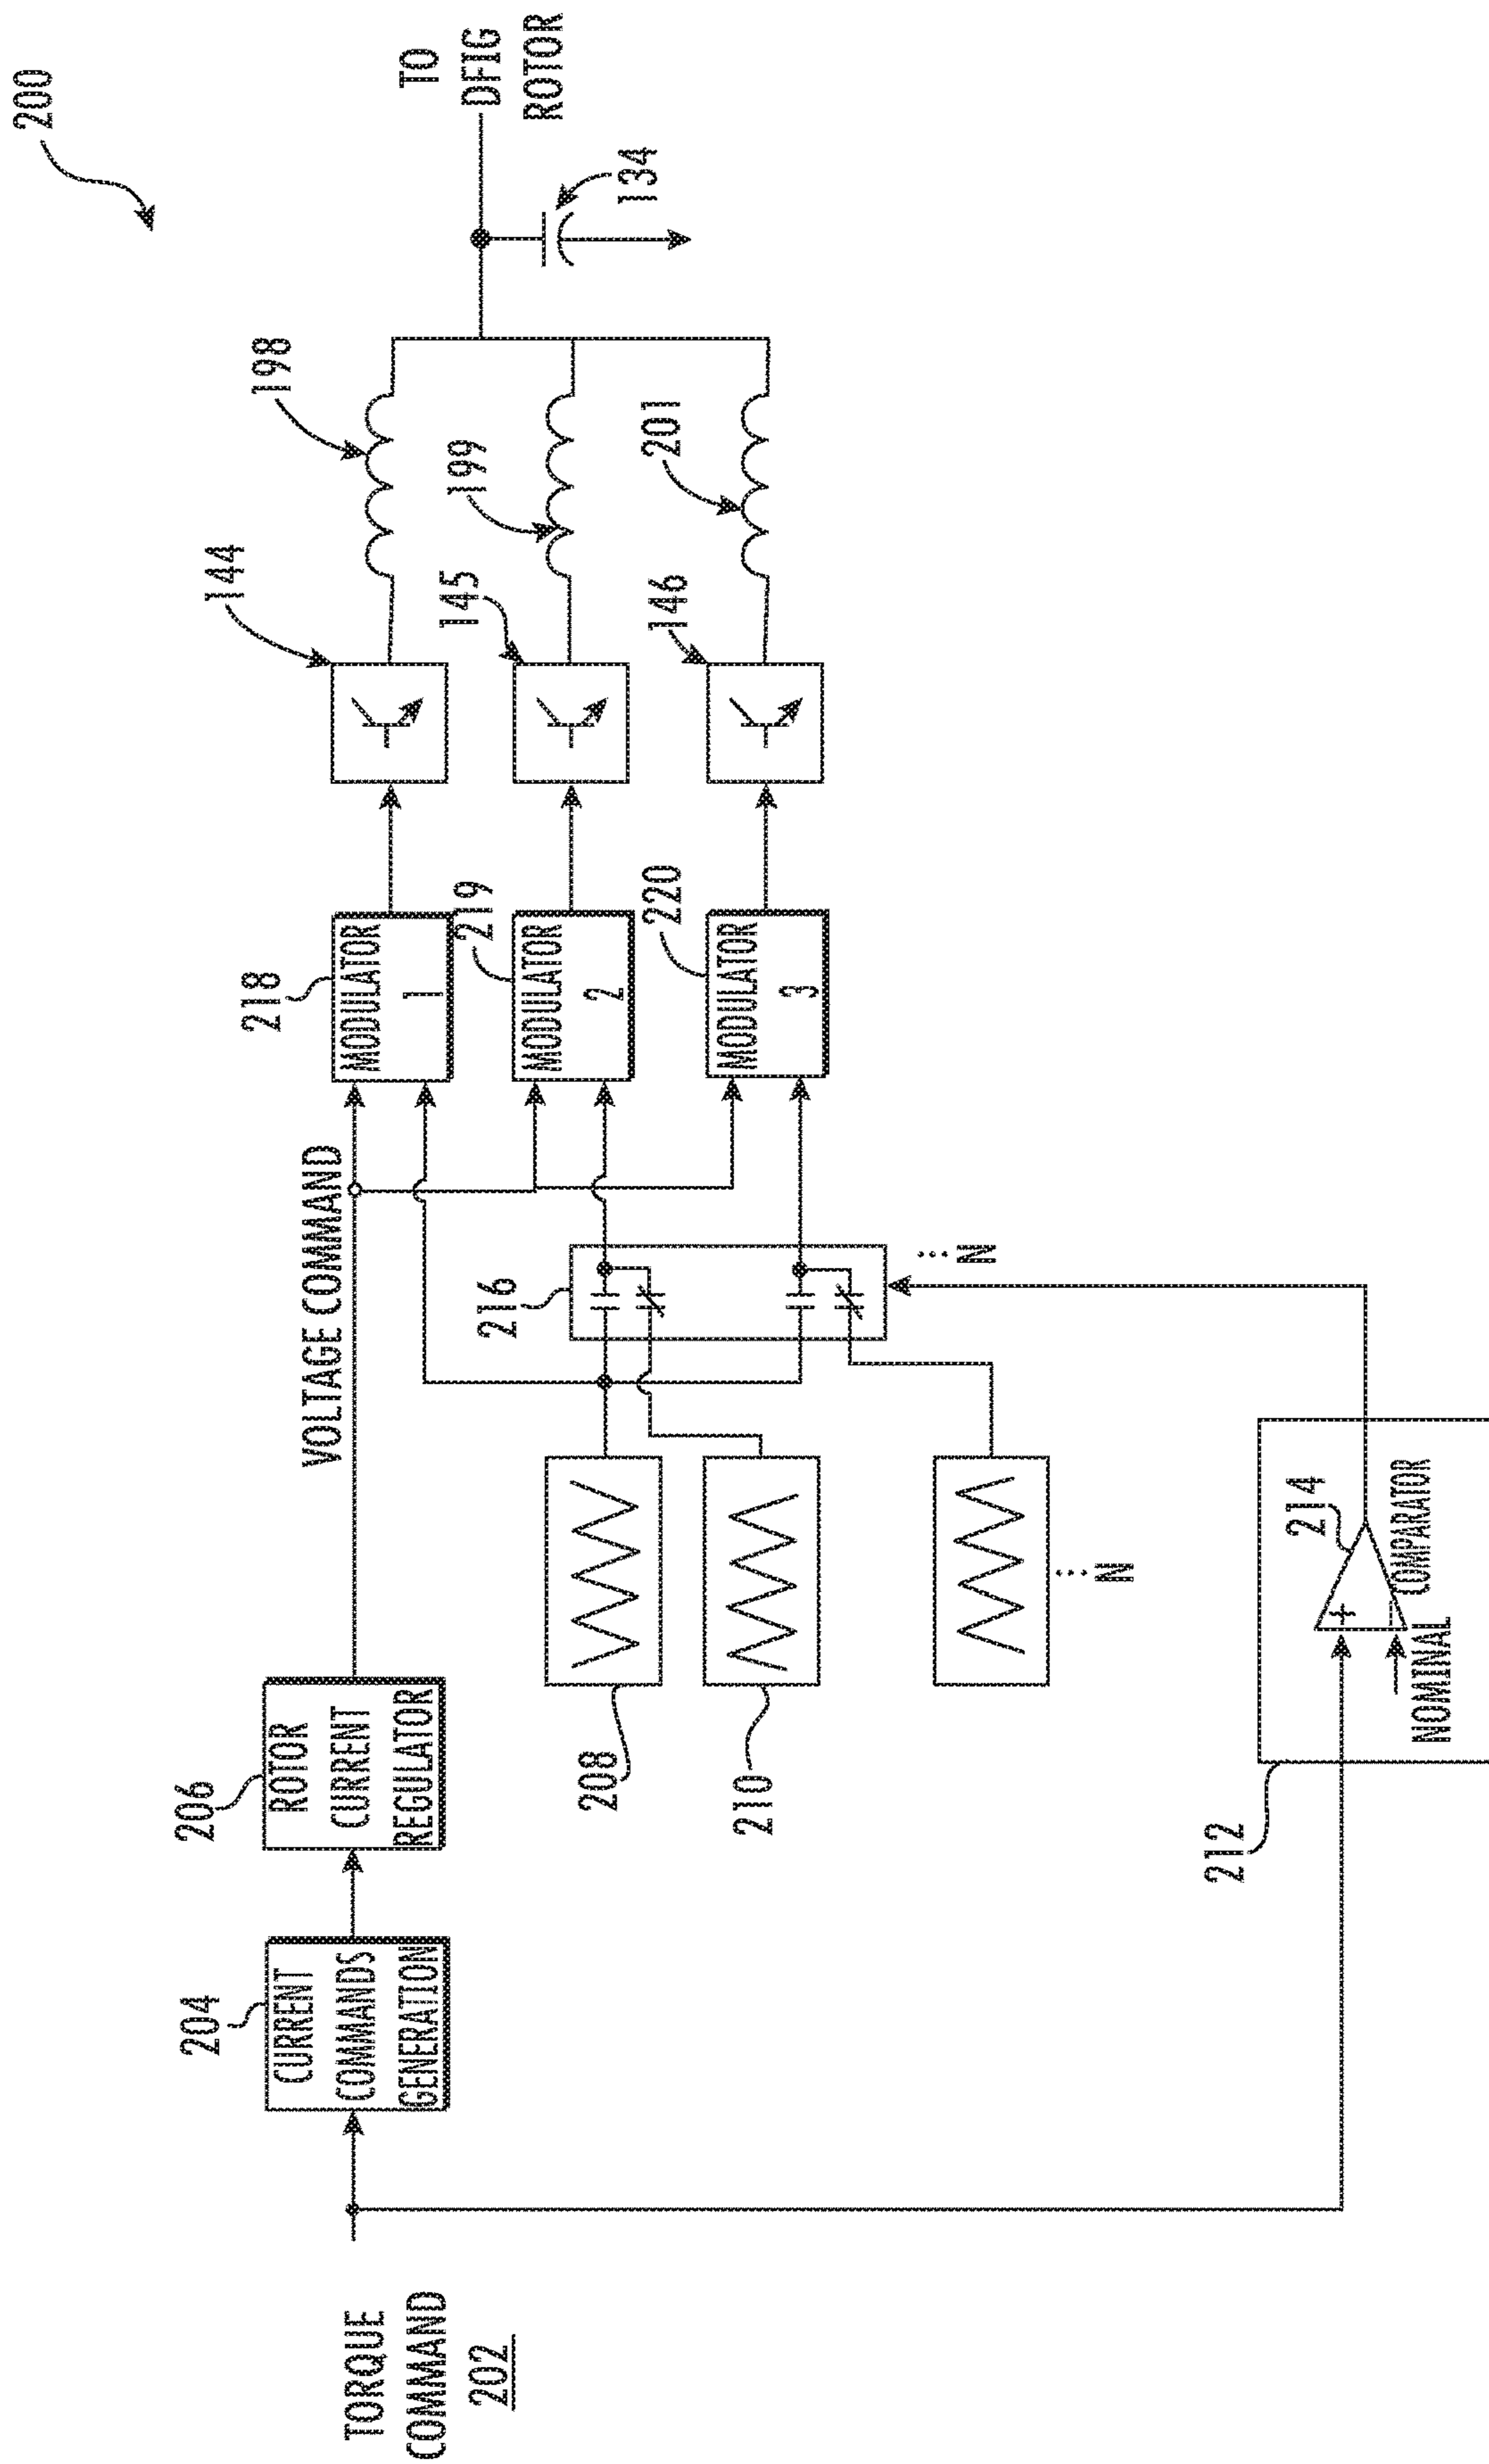 200
TO
DFIG
ROTOR
134
198
199
201
144
145
146
218
219
220
MODULATOR
1
MODULATOR
2
MODULATOR
3
VOLTAGE COMMAND
216
⋮N
206
ROTOR
CURRENT
REGULATOR
208
210
⋮N
204
CURRENT
COMMANDS
GENERATION
212
214
+
−
COMPARATOR
NOMINAL
TORQUE
COMMAND
202